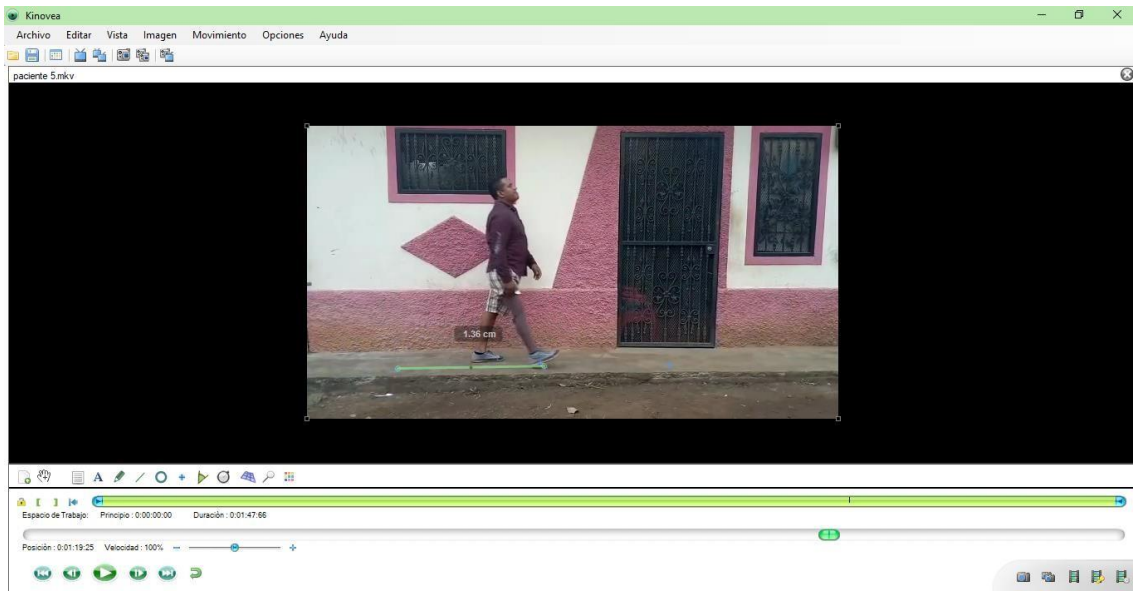 Kinovea
Archivo Editar Vista Imagen Movimiento Opciones Ayuda
paciente 5.mkv
1.36 cm
Espacio de Trabajo: Principio : 0:00:00:00 Duración : 0:01:47:66
Posición : 0:01:19:25 Velocidad : 100%